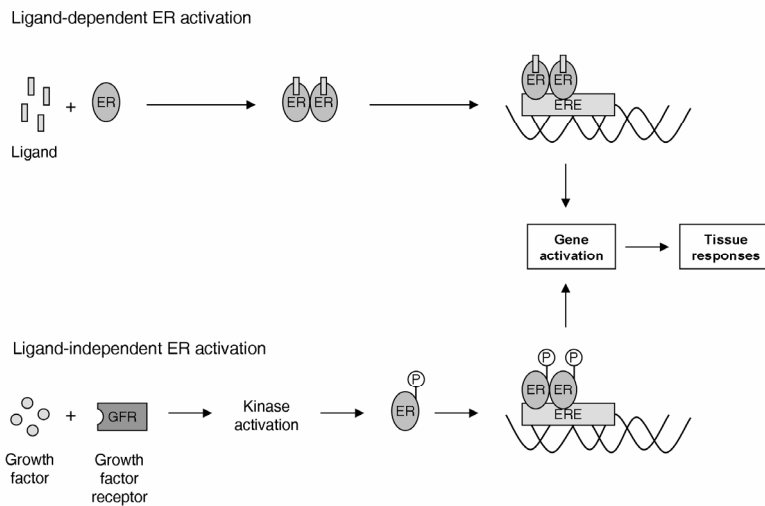 Ligand-dependent ER activation
+
ER
ER ER
ER ER
ERE
Ligand
Gene
activation
Tissue
responses
Ligand-independent ER activation
P
P P
+
GFR
Kinase
activation
ER
ER ER
ERE
Growth
factor
Growth
factor
receptor